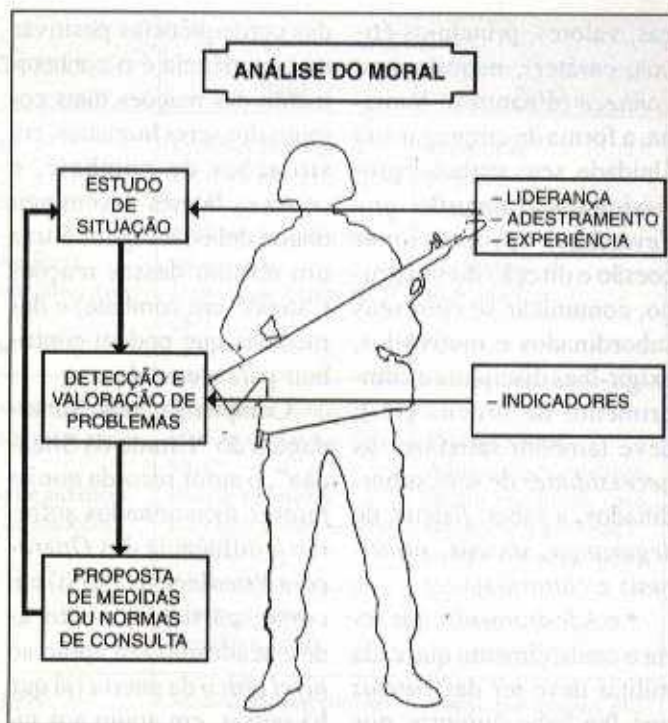 ANÁLISE DO MORAL
ESTUDO
DE
SITUAÇÃO
– LIDERANÇA
– ADESTRAMENTO
– EXPERIÊNCIA
DETECÇÃO E
VALORAÇÃO DE
PROBLEMAS
– INDICADORES
PROPOSTA
DE MEDIDAS
OU NORMAS
DE CONSULTA